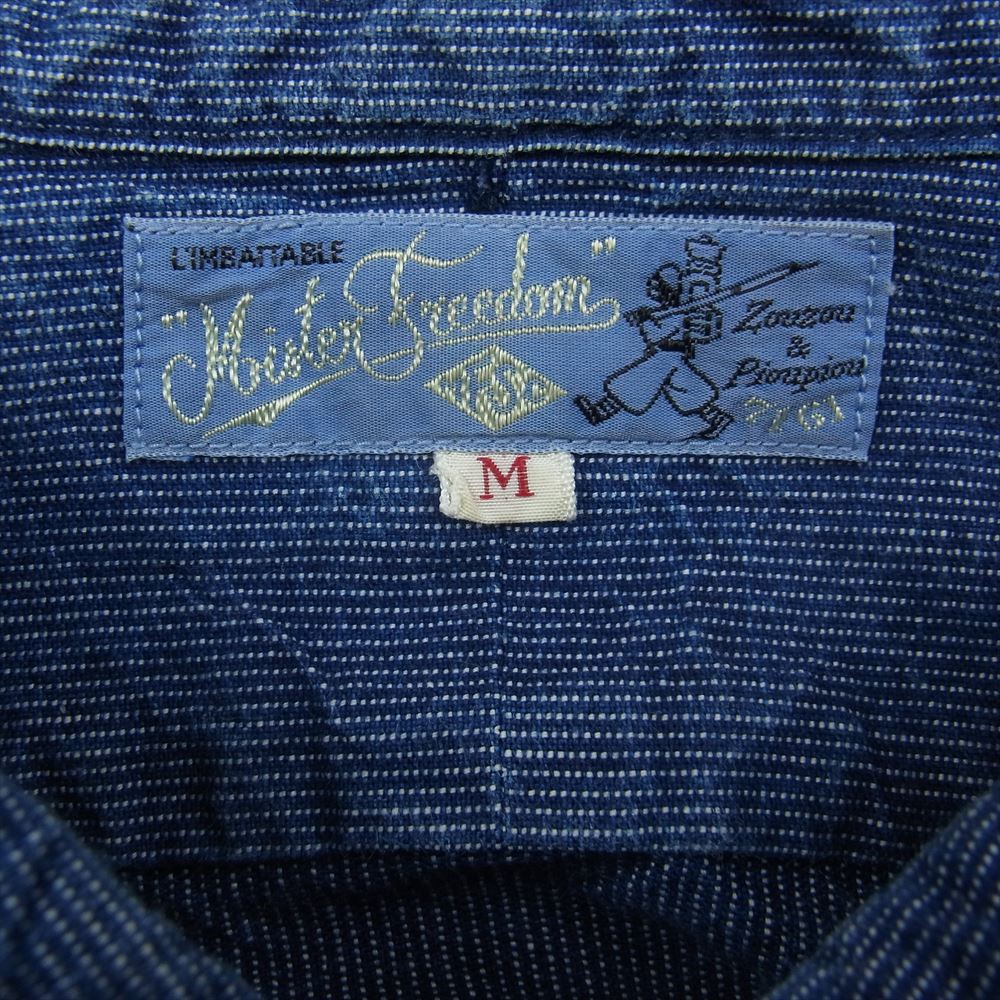 L'IMBATTABLE
"Mister Freedom"
Zouzou
&
Pioupiou
M